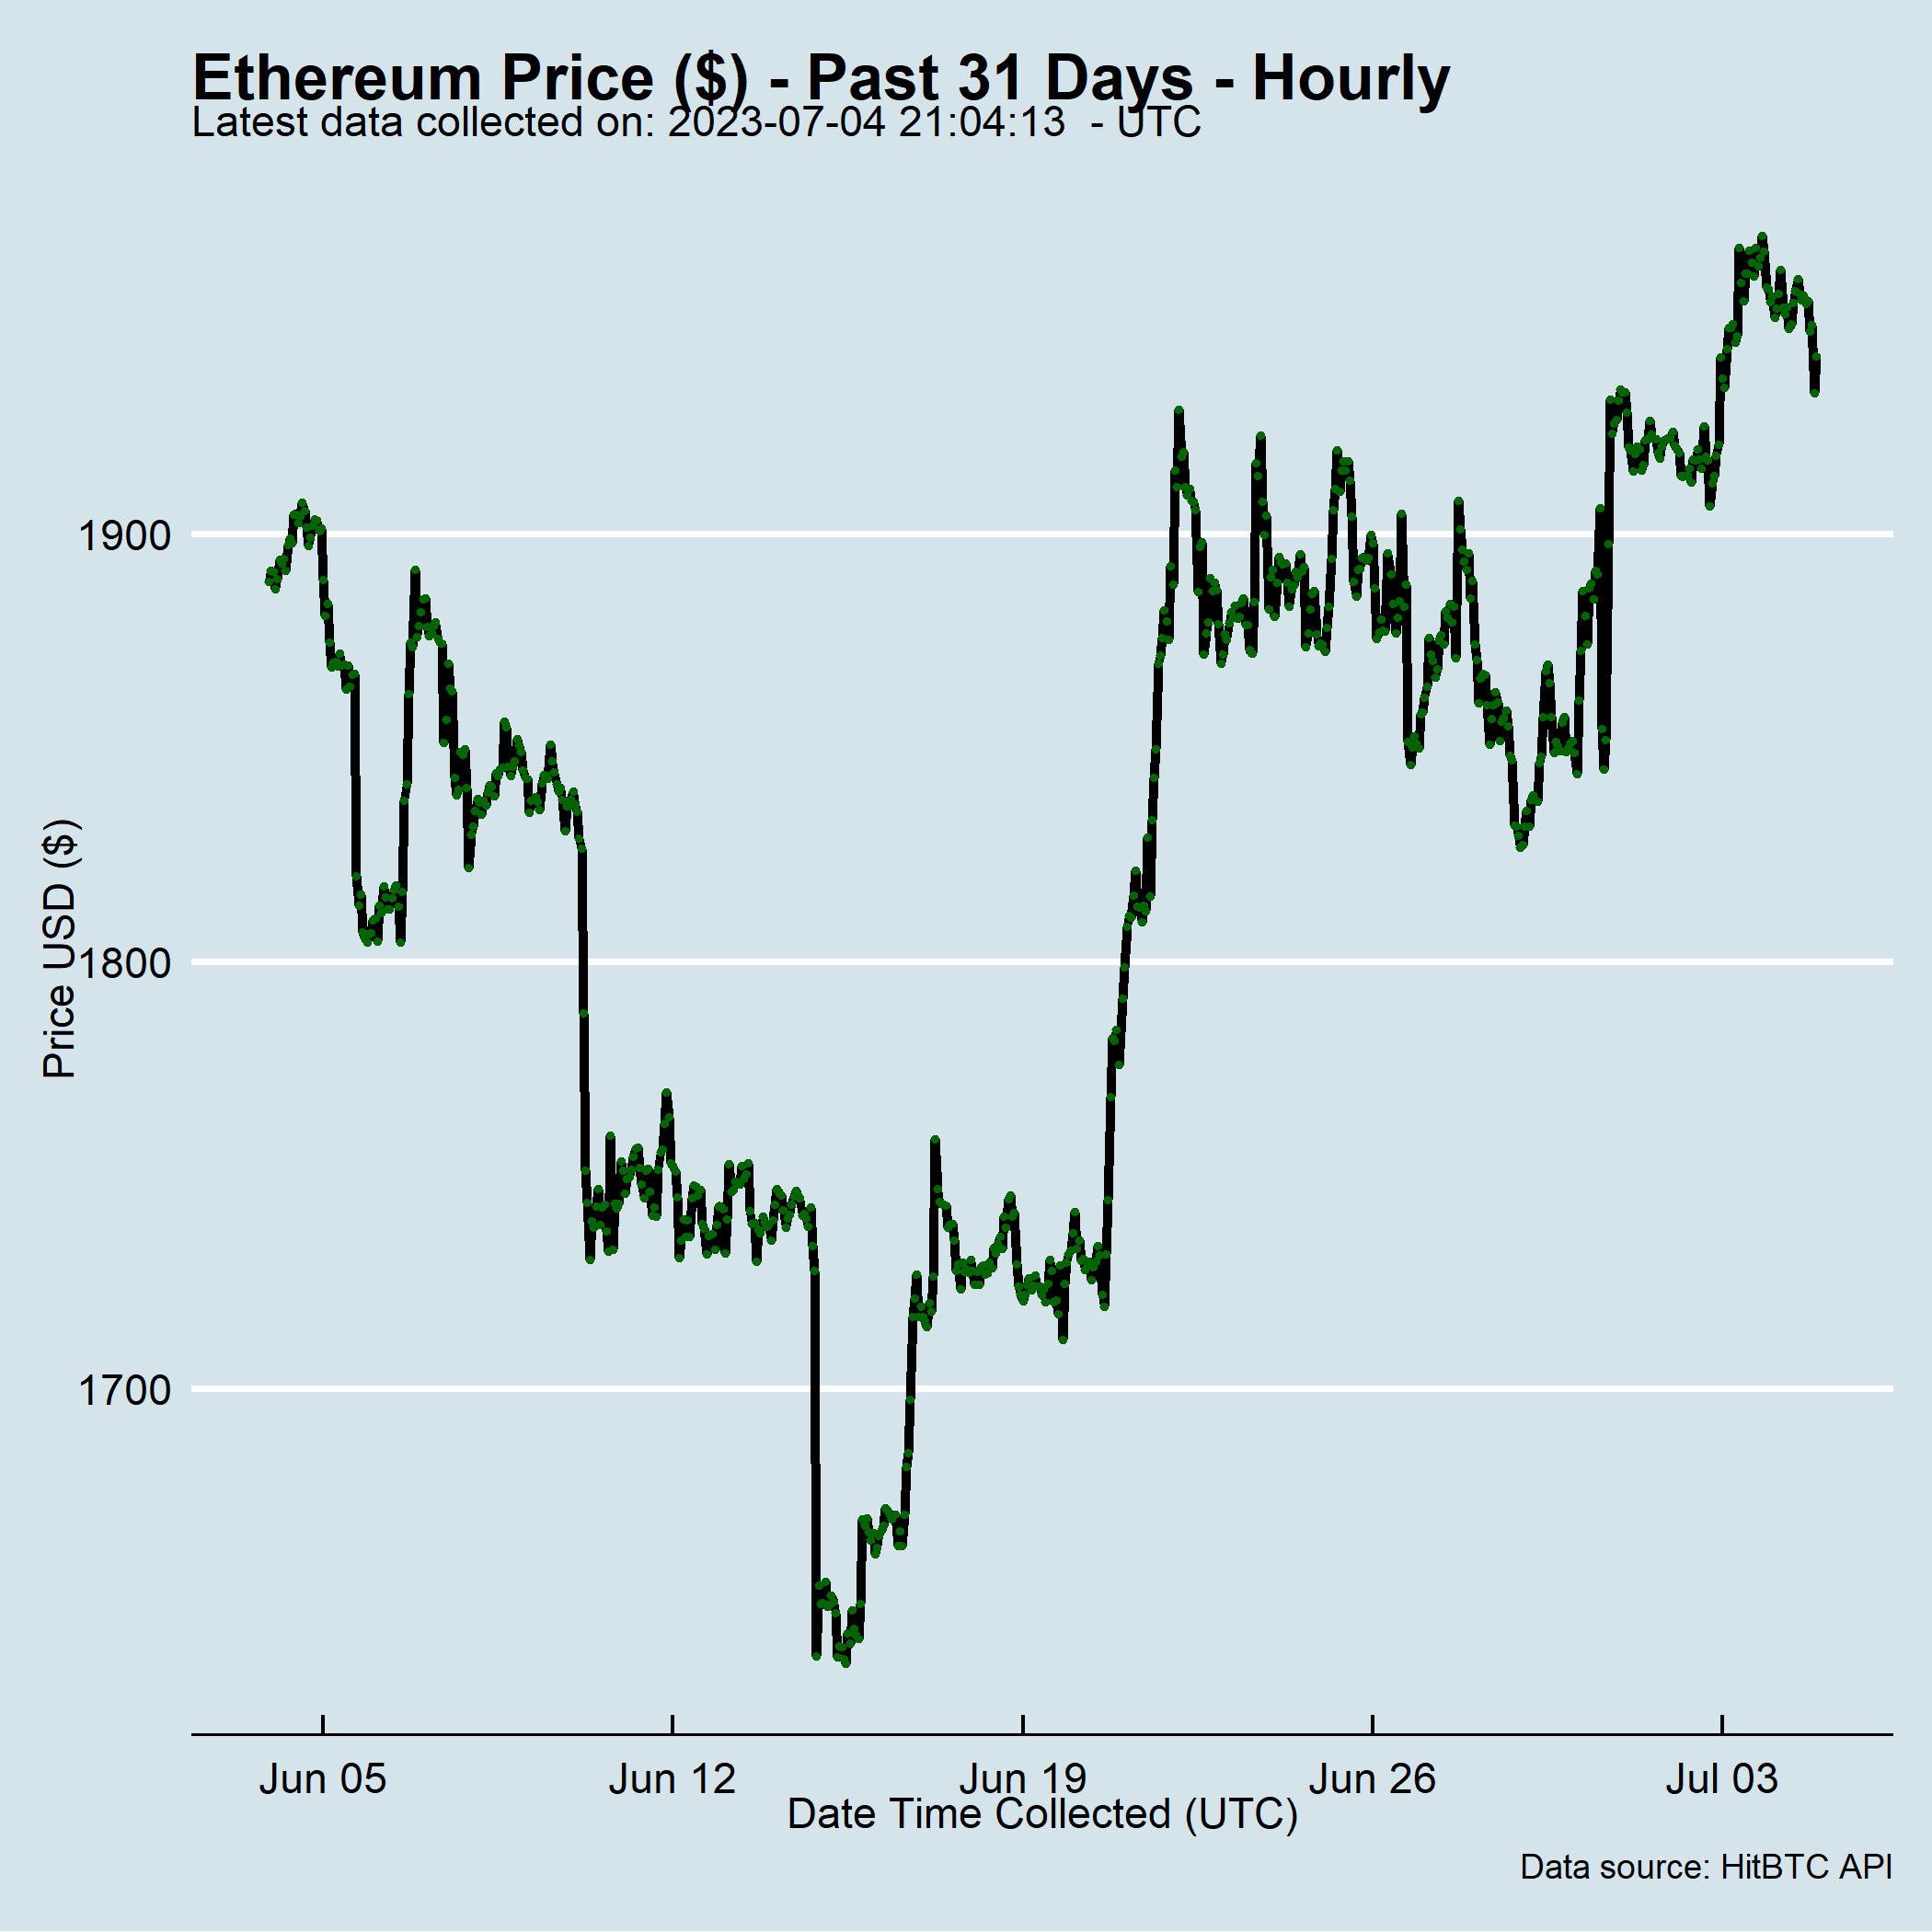 Ethereum Price ($) - Past 31 Days - Hourly
Latest data collected on: 2023-07-04 21:04:13  - UTC
1900
1800
1700
Price USD ($)
Jun 05
Jun 12
Jun 19
Jun 26
Jul 03
Date Time Collected (UTC)
Data source: HitBTC API